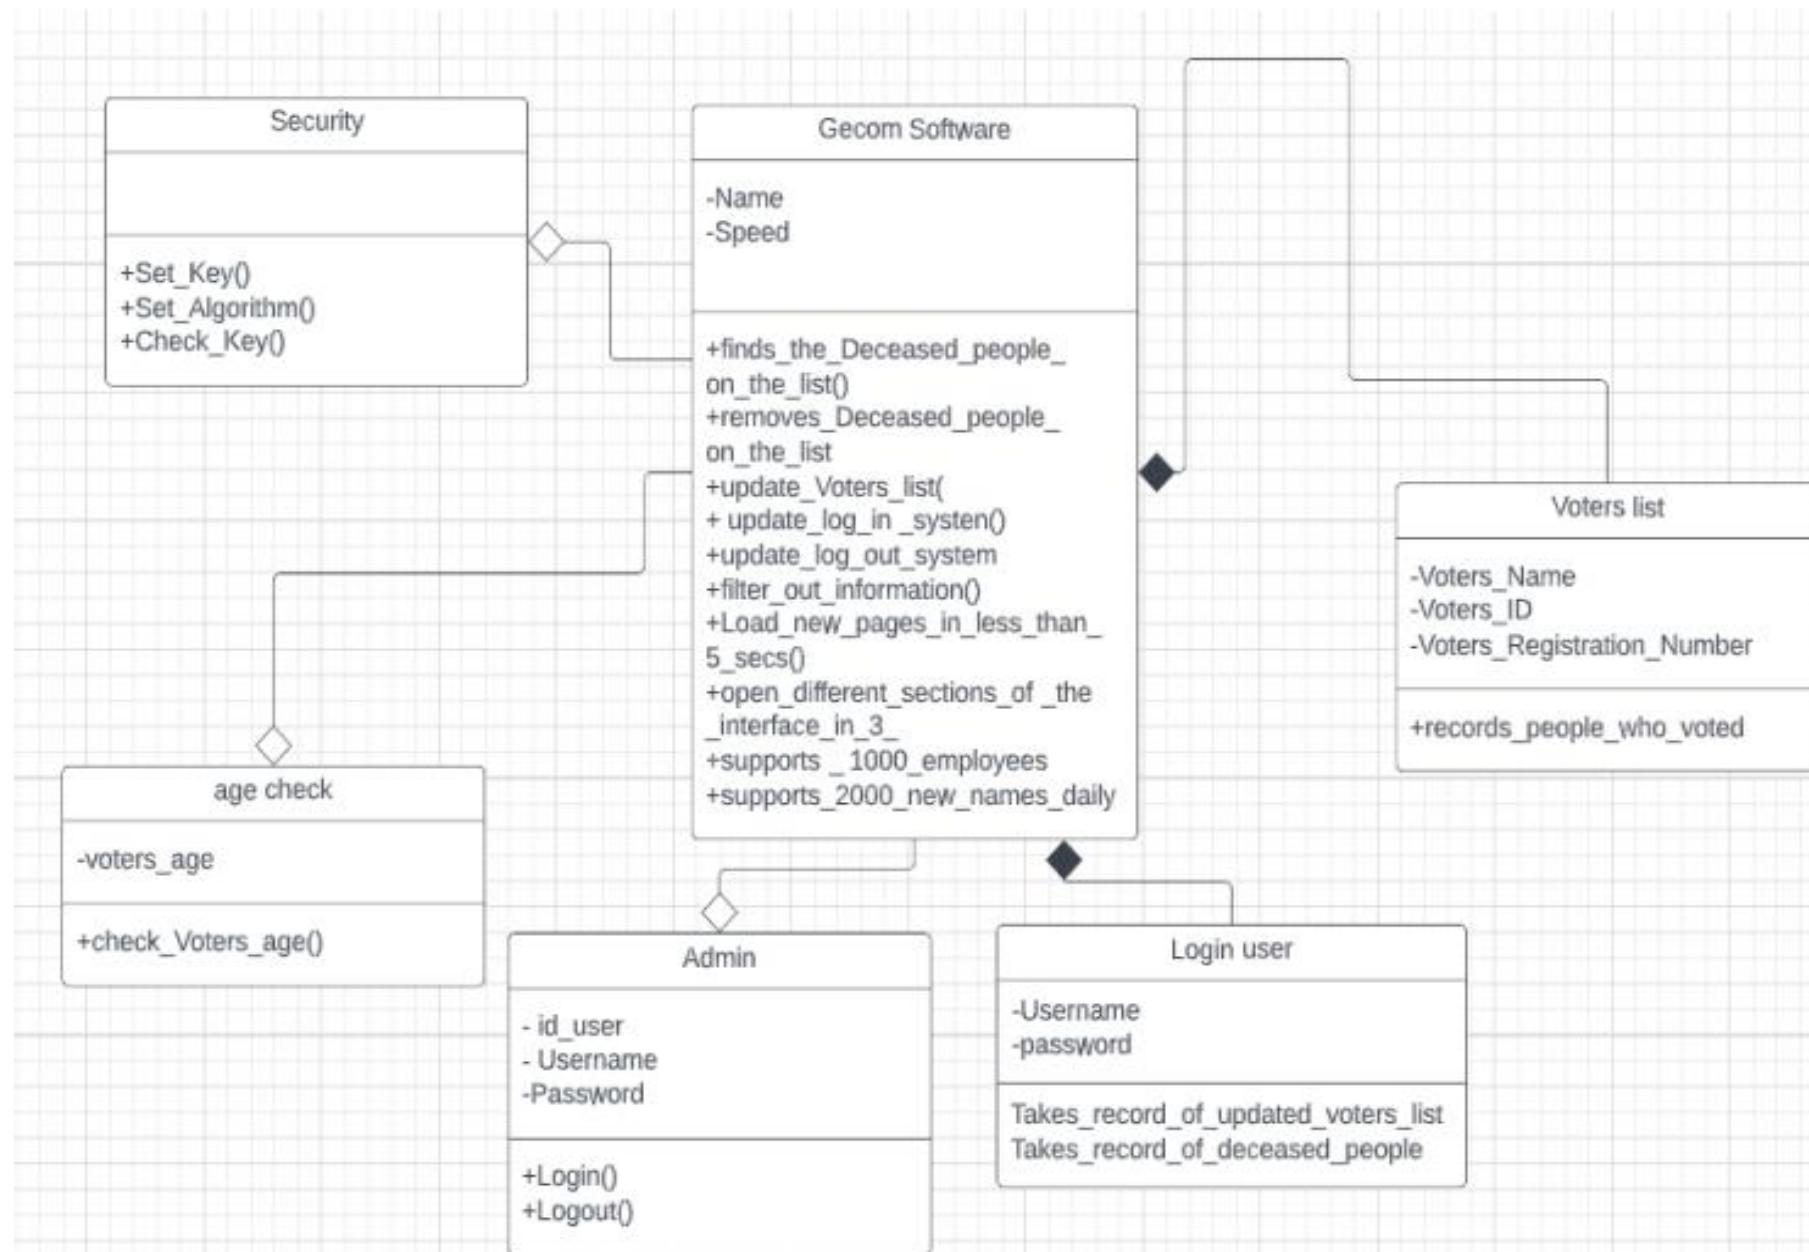 Security
+Set_Key()
+Set_Algorithm()
+Check_Key()
Gecom Software
-Name
-Speed
+finds_the_Deceased_people_
on_the_list()
+removes_Deceased_people_
on_the_list
+update_Voters_list(
+ update_log_in _systen()
+update_log_out_system
+filter_out_information()
+Load_new_pages_in_less_than_
5_secs()
+open_different_sections_of _the
_interface_in_3_
+supports _ 1000_employees
+supports_2000_new_names_daily
Voters list
-Voters_Name
-Voters_ID
-Voters_Registration_Number
+records_people_who_voted
age check
-voters_age
+check_Voters_age()
Admin
- id_user
- Username
-Password
+Login()
+Logout()
Login user
-Username
-password
Takes_record_of_updated_voters_list
Takes_record_of_deceased_people